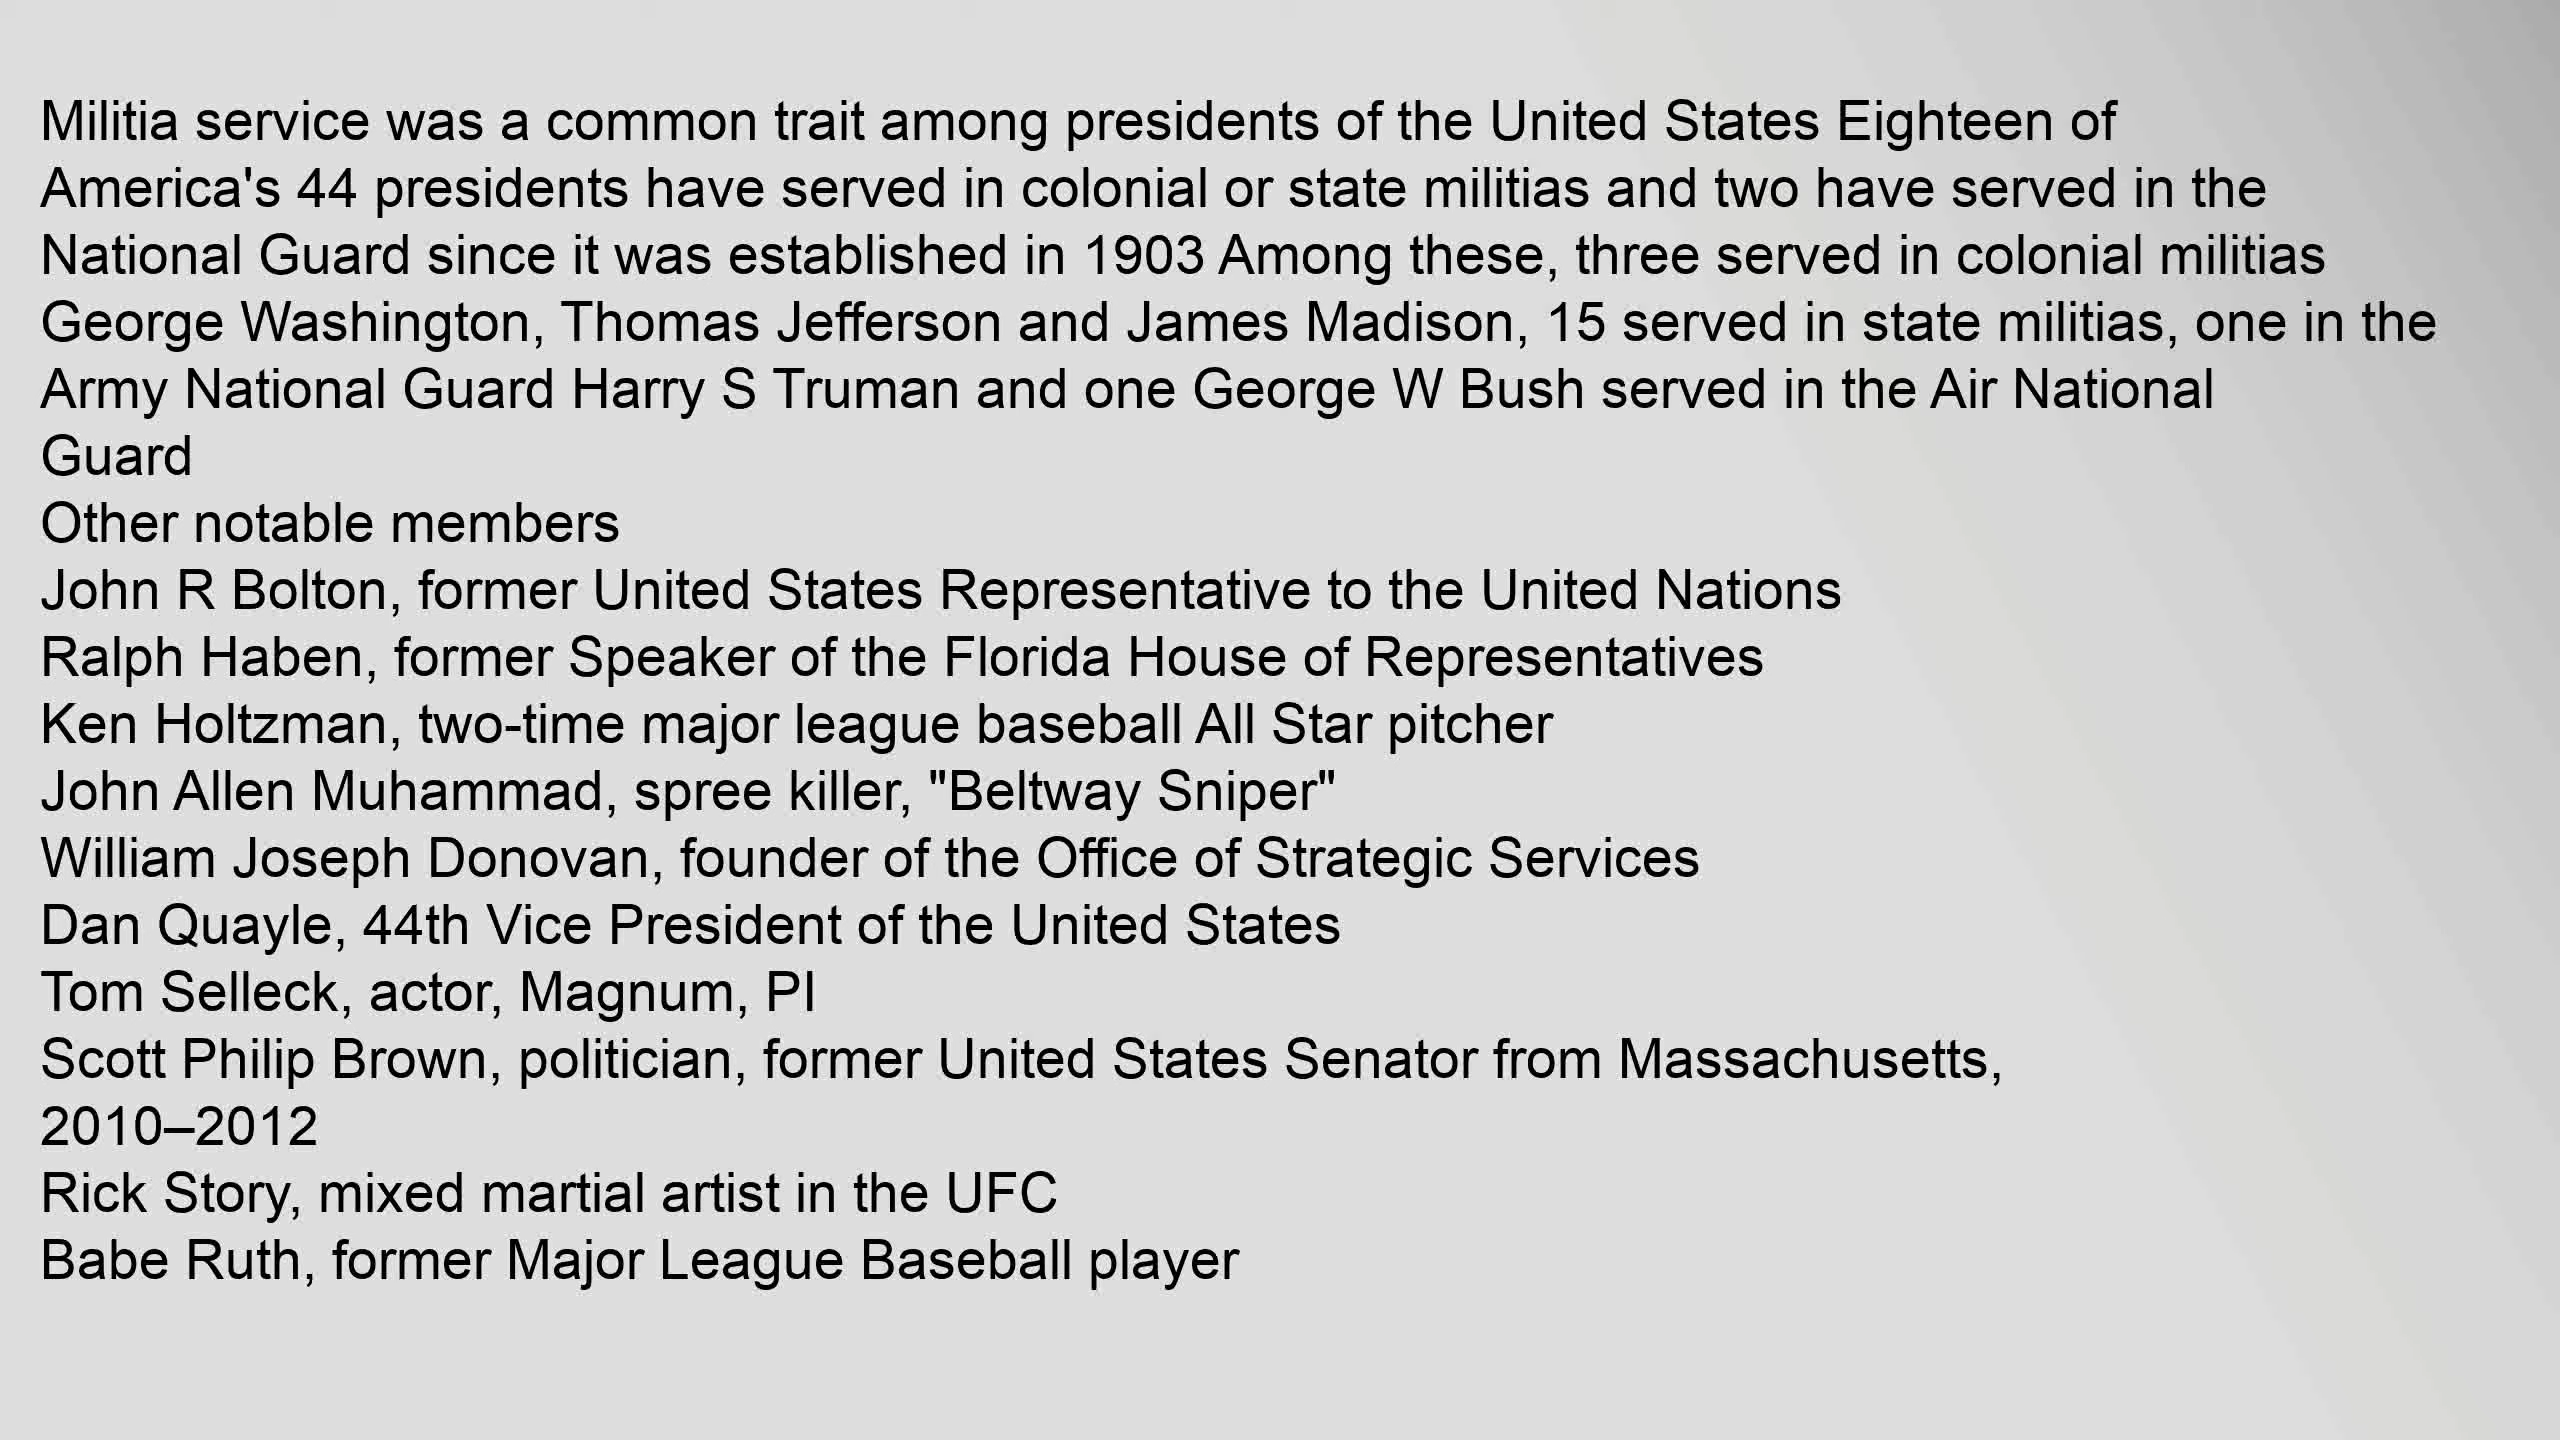 Militia service was a common trait among presidents of the United States Eighteen of
America's 44 presidents have served in colonial or state militias and two have served in the
National Guard since it was established in 1903 Among these, three served in colonial militias
George Washington, Thomas Jefferson and James Madison, 15 served in state militias, one in the
Army National Guard Harry S Truman and one George W Bush served in the Air National
Guard
Other notable members
John R Bolton, former United States Representative to the United Nations
Ralph Haben, former Speaker of the Florida House of Representatives
Ken Holtzman, two-time major league baseball All Star pitcher
John Allen Muhammad, spree killer, "Beltway Sniper"
William Joseph Donovan, founder of the Office of Strategic Services
Dan Quayle, 44th Vice President of the United States
Tom Selleck, actor, Magnum, PI
Scott Philip Brown, politician, former United States Senator from Massachusetts,
2010–2012
Rick Story, mixed martial artist in the UFC
Babe Ruth, former Major League Baseball player